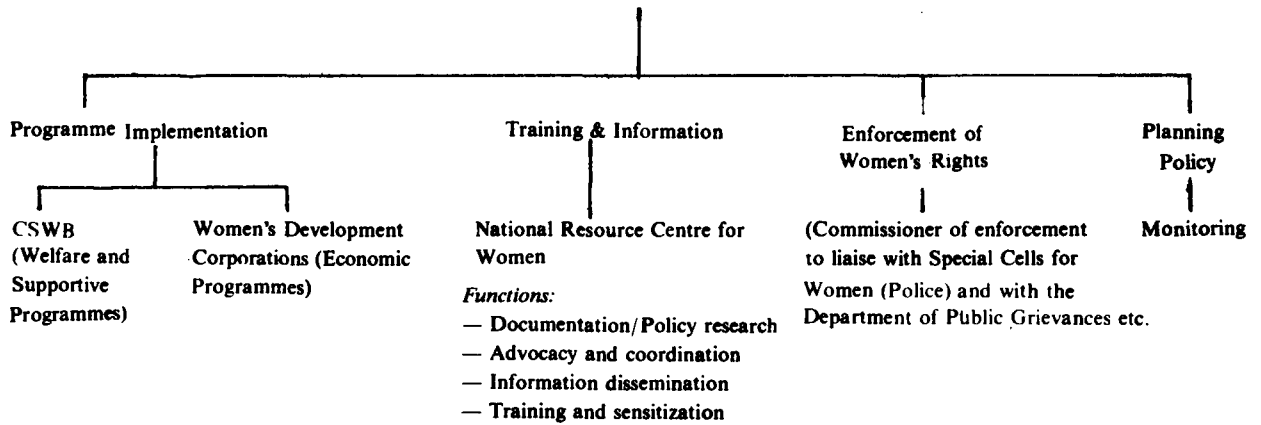 Programme Implementation
CSWB
(Welfare and
Supportive
Programmes)
Women's Development
Corporations (Economic
Programmes)
Training & Information
National Resource Centre for
Women
Functions:
— Documentation/Policy research
— Advocacy and coordination
— Information dissemination
— Training and sensitization
Enforcement of
Women's Rights
(Commissioner of enforcement
to liaise with Special Cells for
Women (Police) and with the
Department of Public Grievances etc.
Planning
Policy
Monitoring